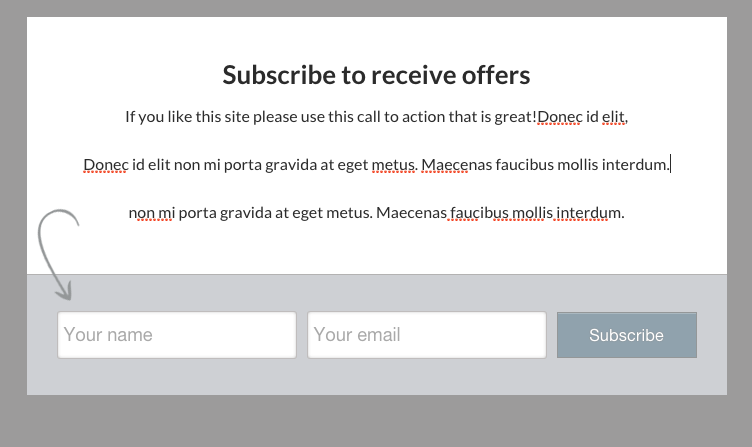 Subscribe to receive offers
If you like this site please use this call to action that is great!Donec id elit,
Donec id elit non mi porta gravida at eget metus. Maecenas faucibus mollis interdum.
non mi porta gravida at eget metus. Maecenas faucibus mollis interdum.
Your name
Your email
Subscribe